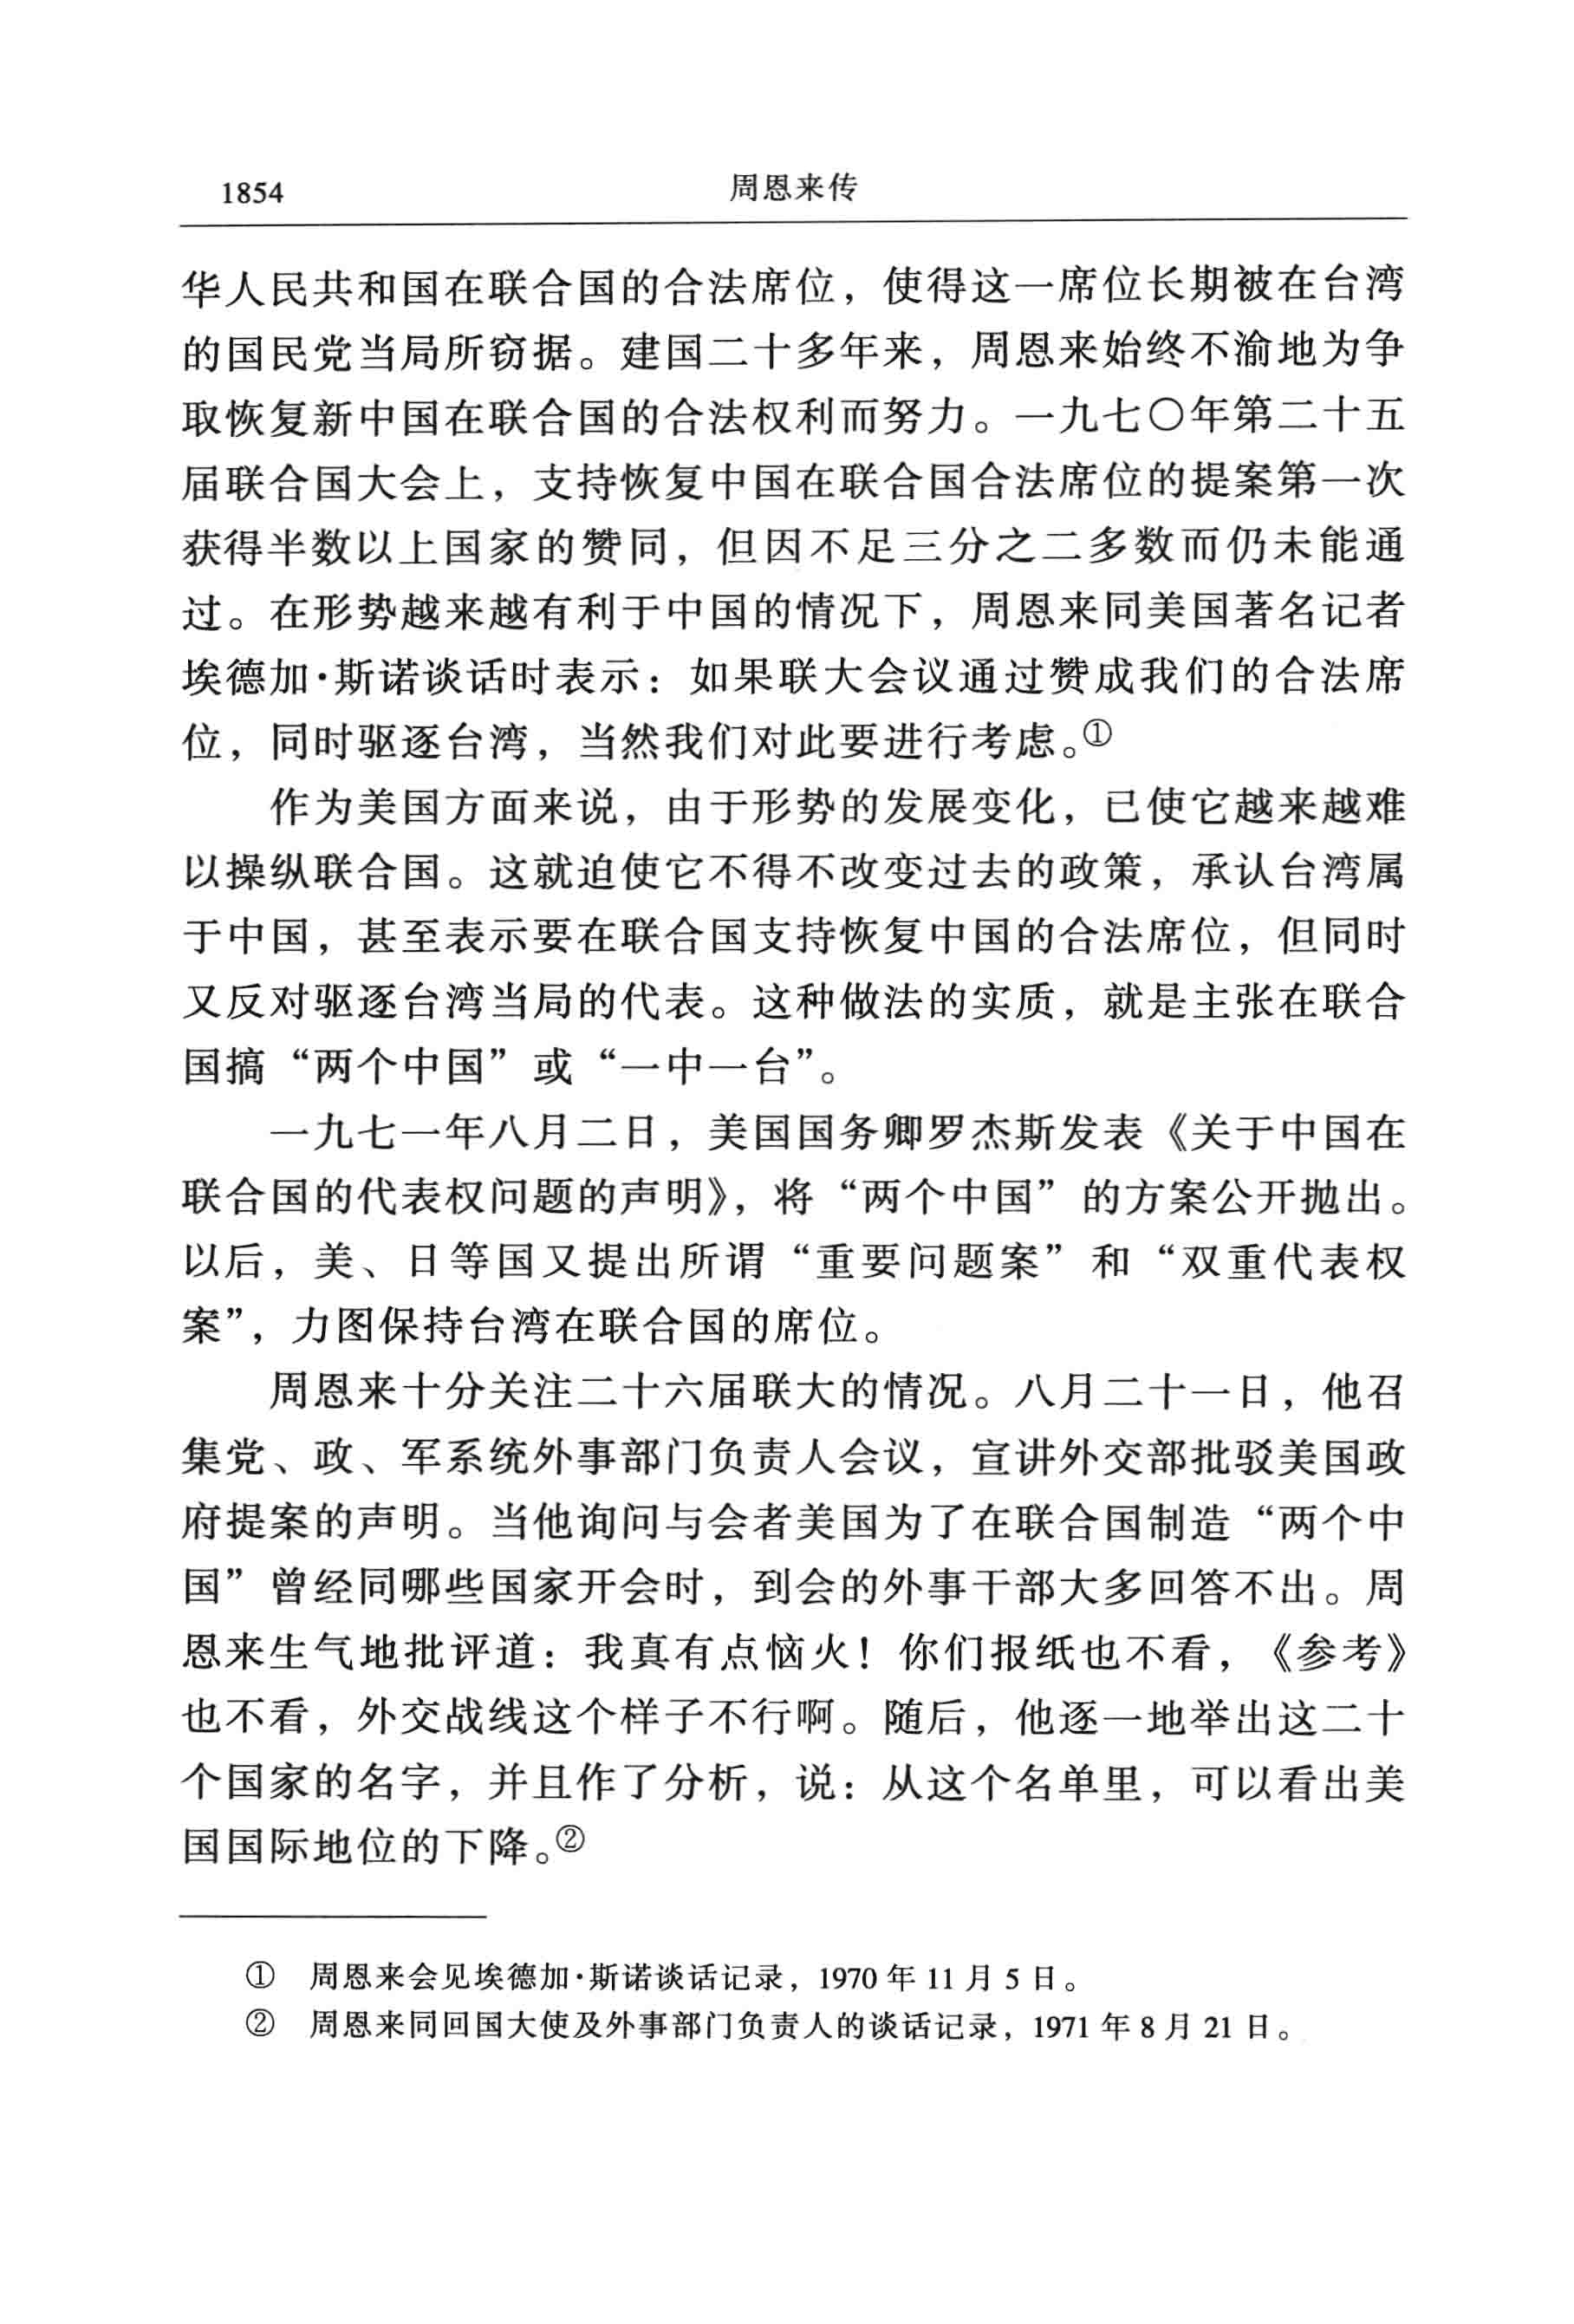 1854
周恩来传
华人民共和国在联合国的合法席位，使得这一席位长期被在台湾
的国民党当局所窃据。建国二十多年来，周恩来始终不渝地为争
取恢复新中国在联合国的合法权利而努力。一九七〇年第二十五
届联合国大会上，支持恢复中国在联合国合法席位的提案第一次
获得半数以上国家的赞同，但因不足三分之二多数而仍未能通
过。在形势越来越有利于中国的情况下，周恩来同美国著名记者
埃德加·斯诺谈话时表示：如果联大会议通过赞成我们的合法席
位，同时驱逐台湾，当然我们对此要进行考虑。①
作为美国方面来说，由于形势的发展变化，已使它越来越难
以操纵联合国。这就迫使它不得不改变过去的政策，承认台湾属
于中国，甚至表示要在联合国支持恢复中国的合法席位，但同时
又反对驱逐台湾当局的代表。这种做法的实质，就是主张在联合
国搞“两个中国”或“一中一台”。
一九七一年八月二日，美国国务卿罗杰斯发表《关于中国在
联合国的代表权问题的声明》，将“两个中国”的方案公开抛出。
以后，美、日等国又提出所谓“重要问题案”和“双重代表权
案”，力图保持台湾在联合国的席位。
周恩来十分关注二十六届联大的情况。八月二十一日，他召
集党、政、军系统外事部门负责人会议，宣讲外交部批驳美国政
府提案的声明。当他询问与会者美国为了在联合国制造“两个中
国”曾经同哪些国家开会时，到会的外事干部大多回答不出。周
恩来生气地批评道：我真有点恼火！你们报纸也不看，《参考》
也不看，外交战线这个样子不行啊。随后，他逐一地举出这二十
个国家的名字，并且作了分析，说：从这个名单里，可以看出美
国国际地位的下降。②
① 周恩来会见埃德加·斯诺谈话记录，1970 年 11 月 5 日。
② 周恩来同回国大使及外事部门负责人的谈话记录，1971 年 8 月 21 日。